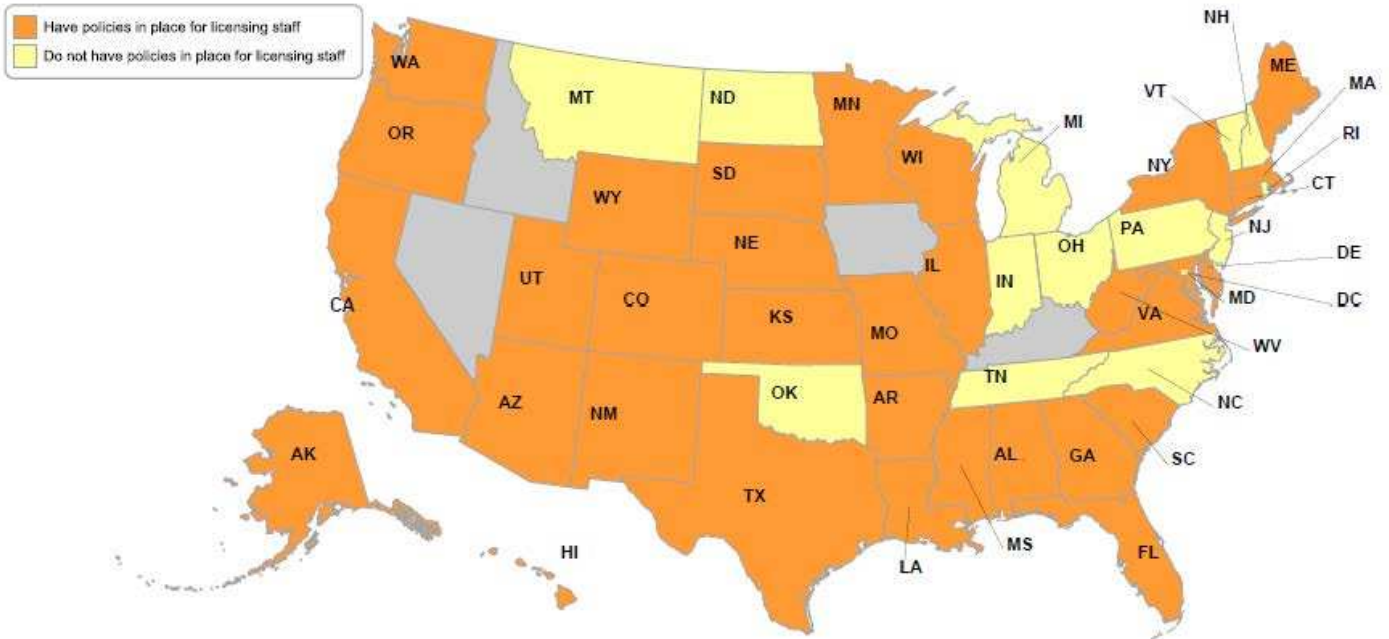 Have policies in place for licensing staff
Do not have policies in place for licensing staff
NH
WA
ME
MA
MT
ND
MN
VT
OR
MI
RI
WI
NY
SD
CT
WY
PA
NJ
NE
OH
DE
IL
UT
IN
CO
MD
DC
CA
KS
VA
MO
WV
TN
OK
AR
AZ
NM
NC
AK
AL
GA
SC
TX
MS
HI
FL
LA